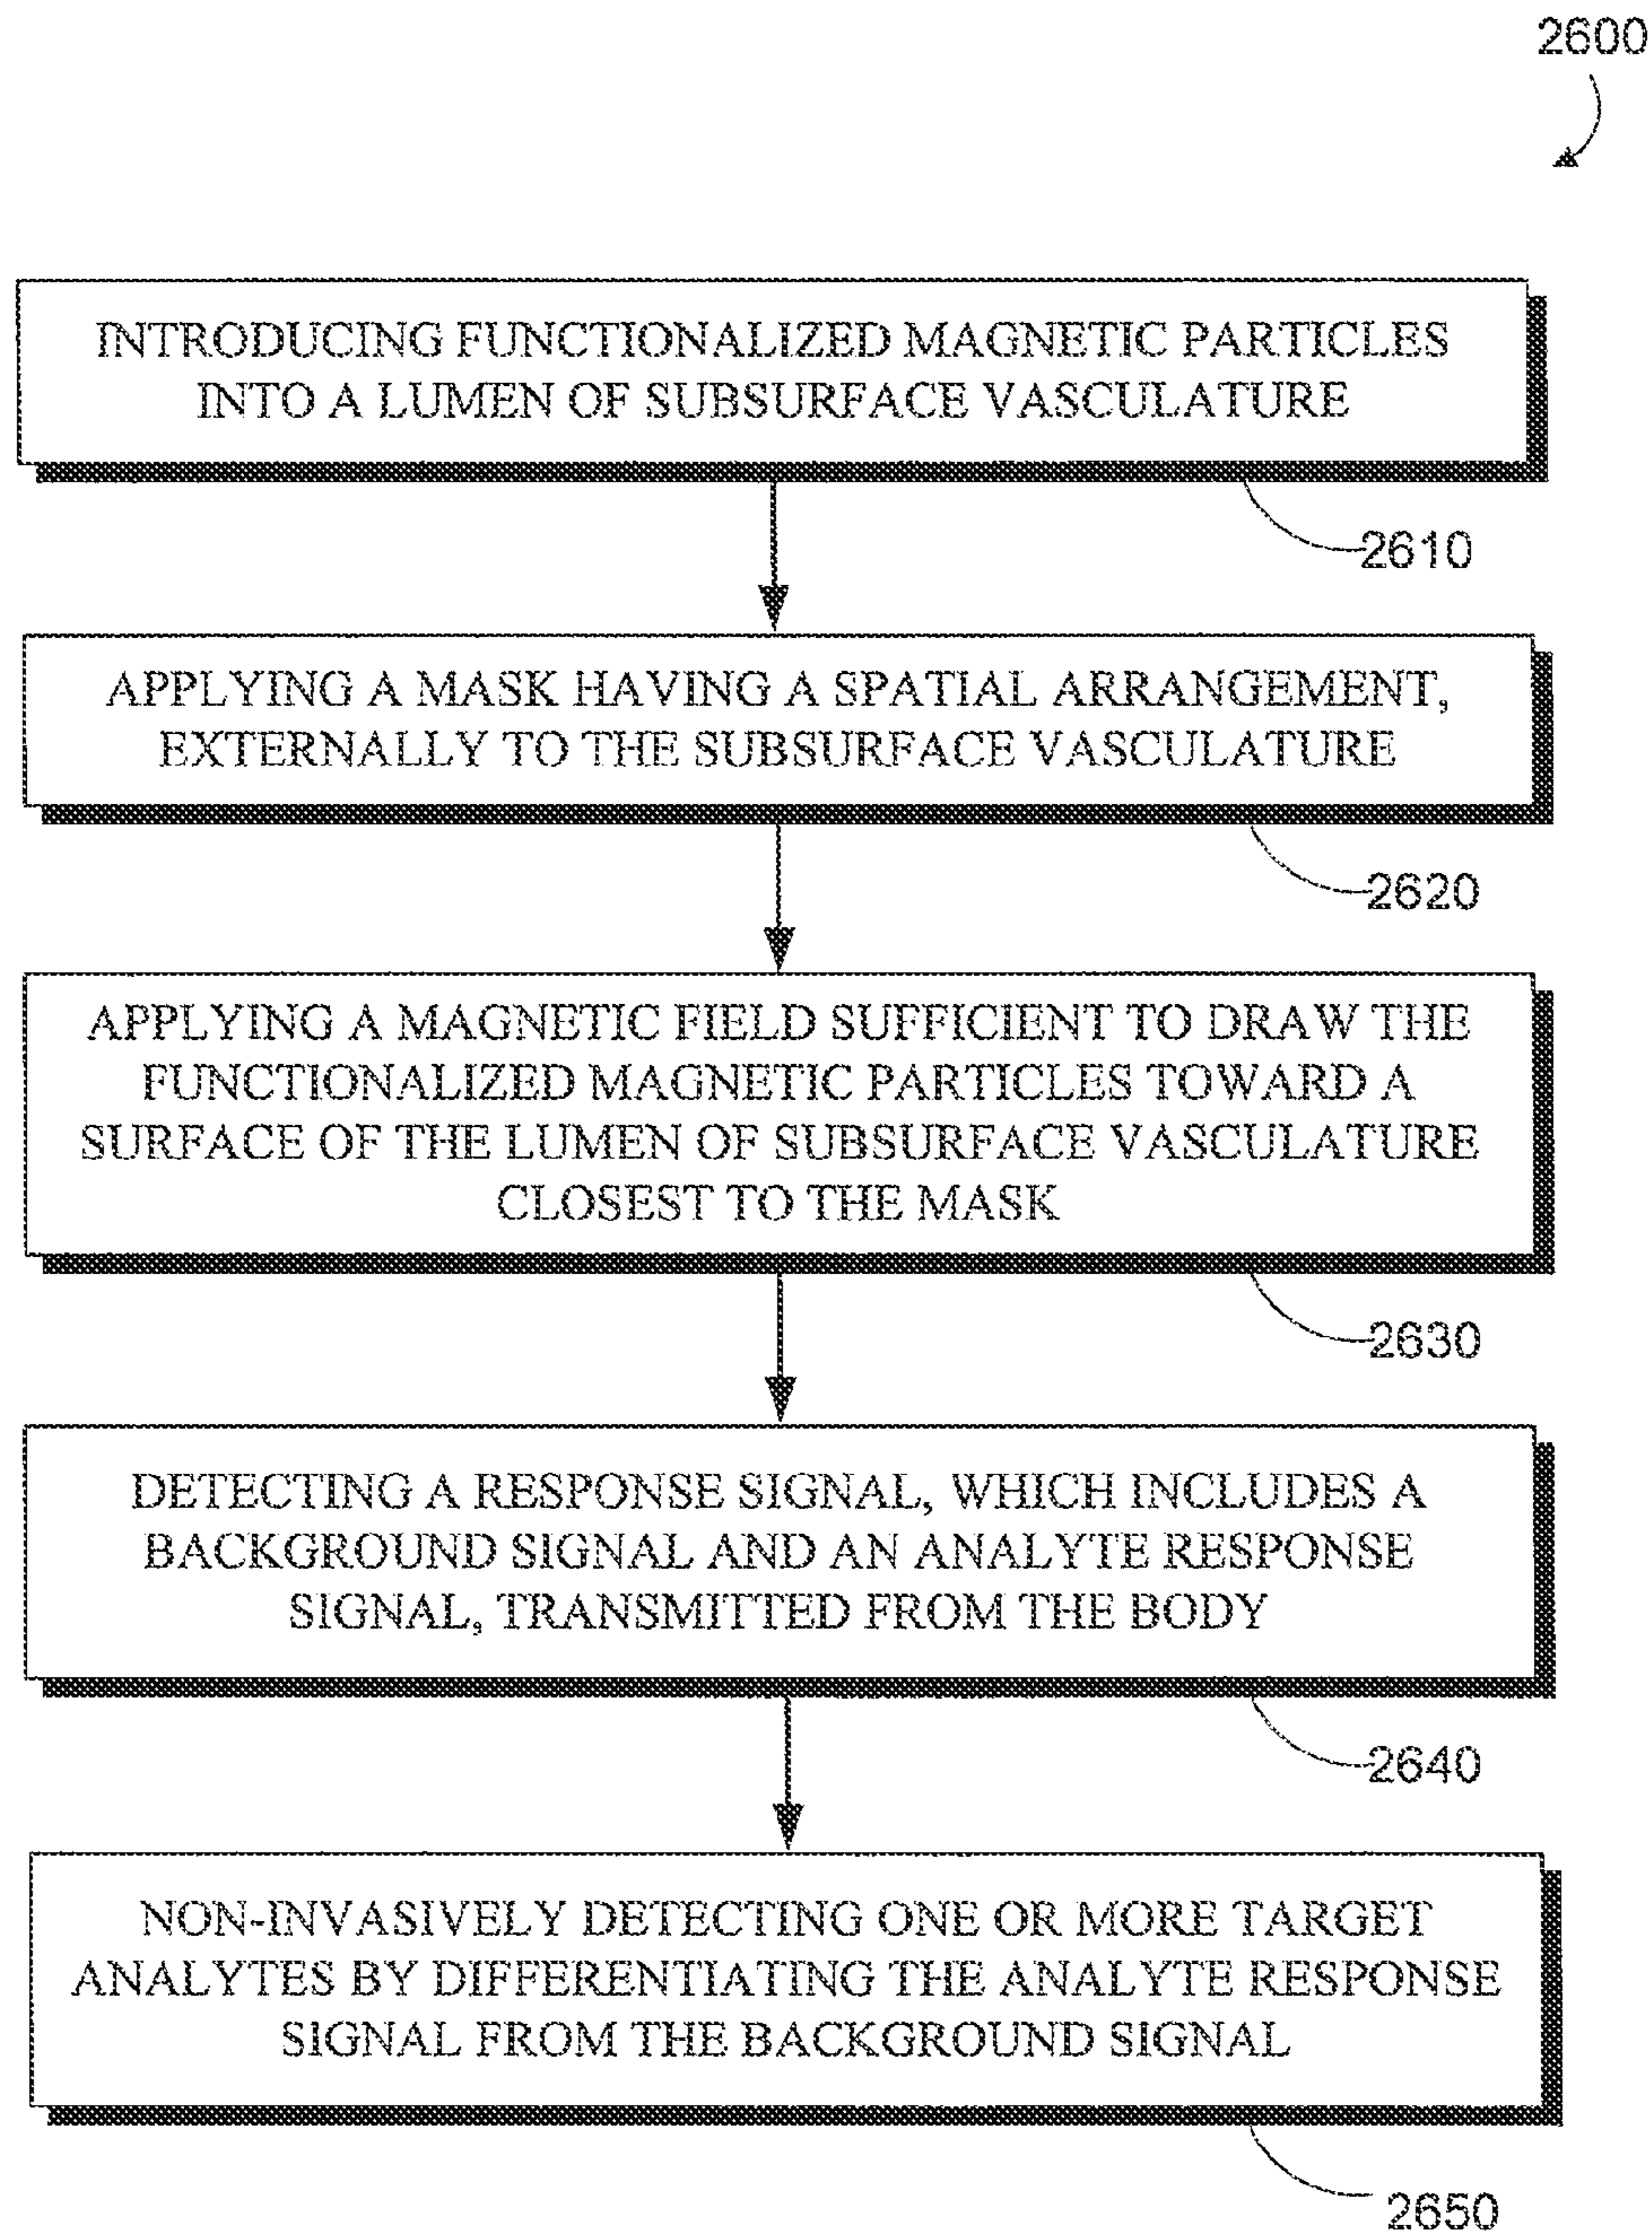 2600
INTRODUCING FUNCTIONALIZED MAGNETIC PARTICLES
INTO A LUMEN OF SUBSURFACE VASCULATURE
2610
APPLYING A MASK HAVING A SPATIAL ARRANGEMENT,
EXTERNALLY TO THE SUBSURFACE VASCULATURE
2620
APPLYING A MAGNETIC FIELD SUFFICIENT TO DRAW THE
FUNCTIONALIZED MAGNETIC PARTICLES TOWARD A
SURFACE OF THE LUMEN OF SUBSURFACE VASCULATURE
CLOSEST TO THE MASK
2630
DETECTING A RESPONSE SIGNAL, WHICH INCLUDES A
BACKGROUND SIGNAL AND AN ANALYTE RESPONSE
SIGNAL, TRANSMITTED FROM THE BODY
2640
NON-INVASIVELY DETECTING ONE OR MORE TARGET
ANALYTES BY DIFFERENTIATING THE ANALYTE RESPONSE
SIGNAL FROM THE BACKGROUND SIGNAL
2650